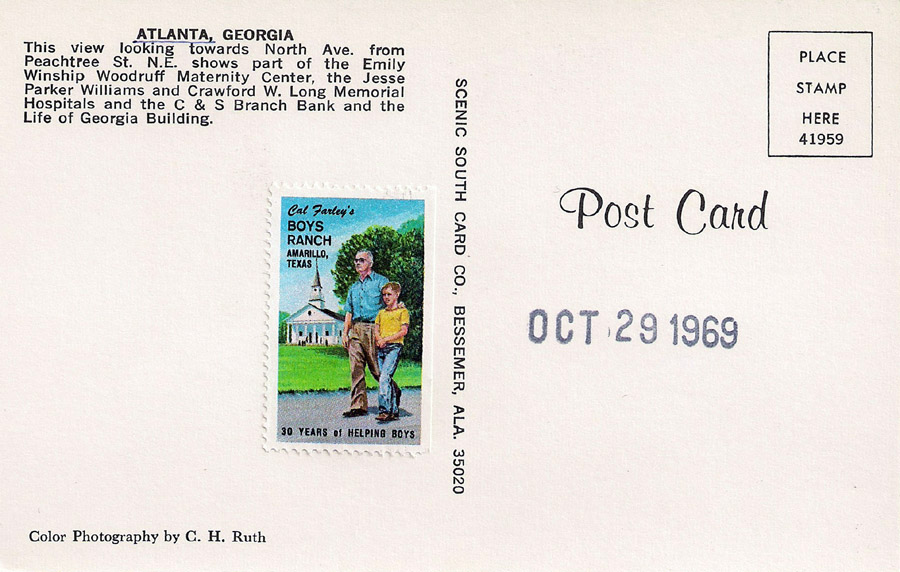 ATLANTA, GEORGIA
This view looking towards North Ave. from
Peachtree St. N.E. shows part of the Emily
Winship Woodruff Maternity Center, the Jesse
Parker Williams and Crawford W. Long Memorial
Hospitals and the C & S Branch Bank and the
Life of Georgia Building.
Cal Farley's
BOYS
RANCH
AMARILLO,
TEXAS
30 YEARS of HELPING BOYS
Color Photography by C. H. Ruth
SCENIC SOUTH CARD CO., BESSEMER, ALA. 35020
PLACE
STAMP
HERE
41959
Post Card
OCT 29 1969